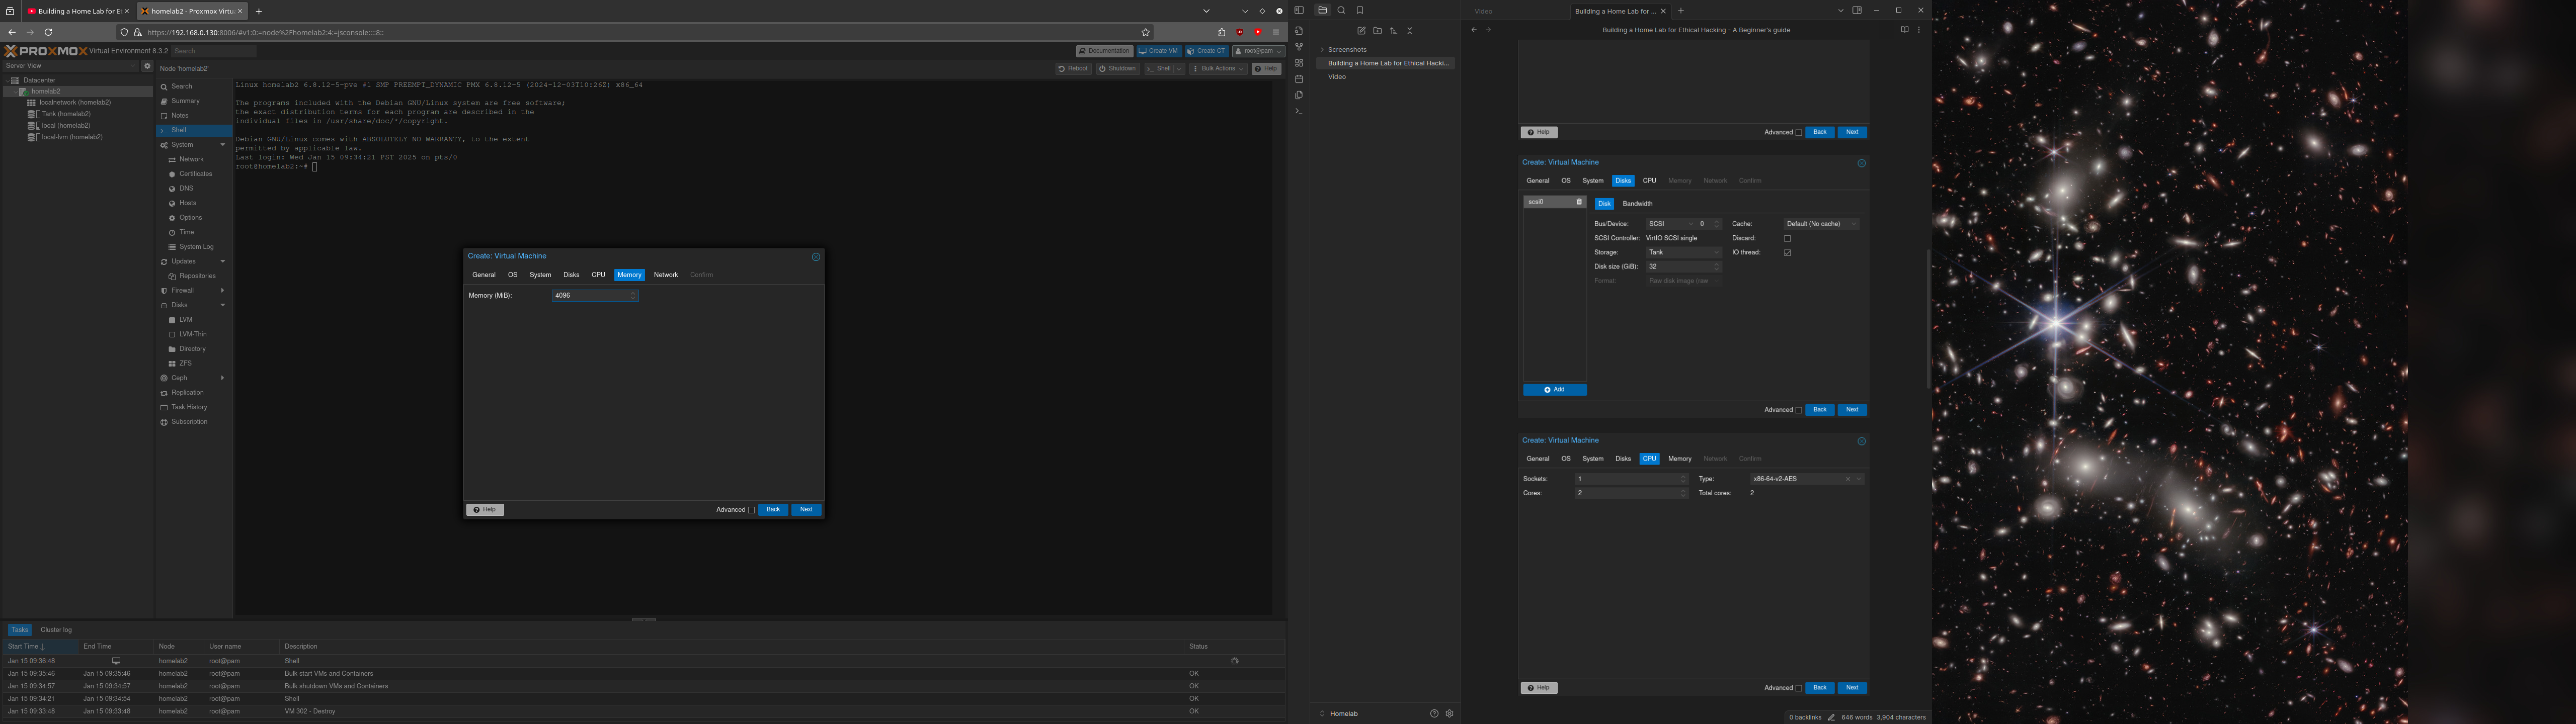 Building a Home Lab for Et
homelab2 - Proxmox Virtu
https://192.168.0.130:8006/#v1:0:=node%2Fhomelab2:4:=jsconsole::::8::
PROXMOX Virtual Environment 8.3.2 Search
Documentation Create VM Create CT root@pam
Server View
Datacenter
homelab2
localnetwork (homelab2)
Tank (homelab2)
local (homelab2)
local-lvm (homelab2)
Node 'homelab2'
Reboot Shutdown Shell Bulk Actions Help
Search
Summary
Notes
Shell
System
Network
Certificates
DNS
Hosts
Options
Time
System Log
Updates
Repositories
Firewall
Disks
LVM
LVM-Thin
Directory
ZFS
Ceph
Replication
Task History
Subscription
Linux homelab2 6.8.12-5-pve #1 SMP PREEMPT_DYNAMIC PMX 6.8.12-5 (2024-12-03T10:26Z) x86_64
The programs included with the Debian GNU/Linux system are free software;
the exact distribution terms for each program are described in the
individual files in /usr/share/doc/*/copyright.
Debian GNU/Linux comes with ABSOLUTELY NO WARRANTY, to the extent
permitted by applicable law.
Last login: Wed Jan 15 09:34:21 PST 2025 on pts/0
root@homelab2:~#
Create: Virtual Machine
General OS System Disks CPU Memory Network Confirm
Memory (MiB): 4096
Help Advanced Back Next
Tasks Cluster log
Start Time End Time Node User name Description Status
Jan 15 09:36:48 homelab2 root@pam Shell
Jan 15 09:35:46 Jan 15 09:35:46 homelab2 root@pam Bulk start VMs and Containers OK
Jan 15 09:34:57 Jan 15 09:34:57 homelab2 root@pam Bulk shutdown VMs and Containers OK
Jan 15 09:34:21 Jan 15 09:34:54 homelab2 root@pam Shell OK
Jan 15 09:33:48 Jan 15 09:33:48 homelab2 root@pam VM 302 - Destroy OK
Screenshots
Building a Home Lab for Ethical Hacki...
Video
Homelab
Video
Building a Home Lab for ...
Building a Home Lab for Ethical Hacking - A Beginner's guide
Help Advanced Back Next
Create: Virtual Machine
General OS System Disks CPU Memory Network Confirm
scsi0
Disk Bandwidth
Bus/Device: SCSI 0 Cache: Default (No cache)
SCSI Controller: VirtIO SCSI single Discard:
Storage: Tank IO thread:
Disk size (GiB): 32
Format: Raw disk image (raw
Add
Advanced Back Next
Create: Virtual Machine
General OS System Disks CPU Memory Network Confirm
Sockets: 1 Type: x86-64-v2-AES
Cores: 2 Total cores: 2
Help Advanced Back Next
0 backlinks 646 words 3,904 characters